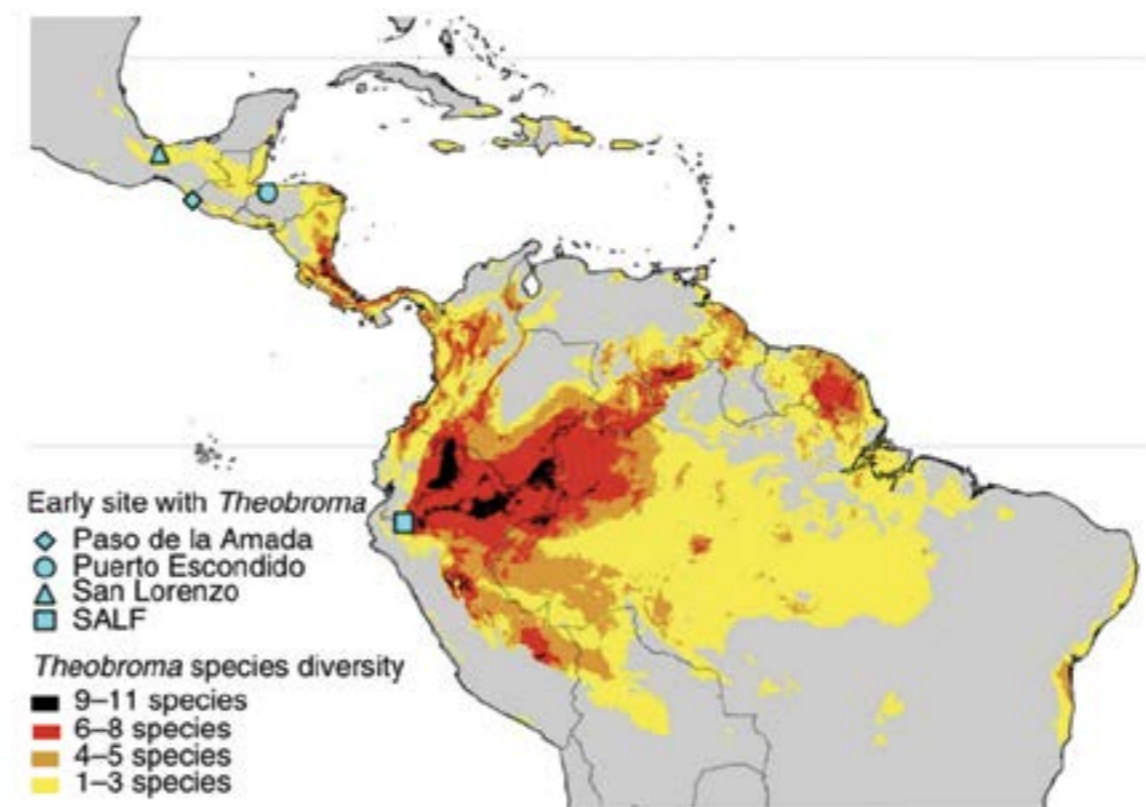 Early site with Theobroma
Paso de la Amada
Puerto Escondido
San Lorenzo
SALF
Theobroma species diversity
9–11 species
6–8 species
4–5 species
1–3 species